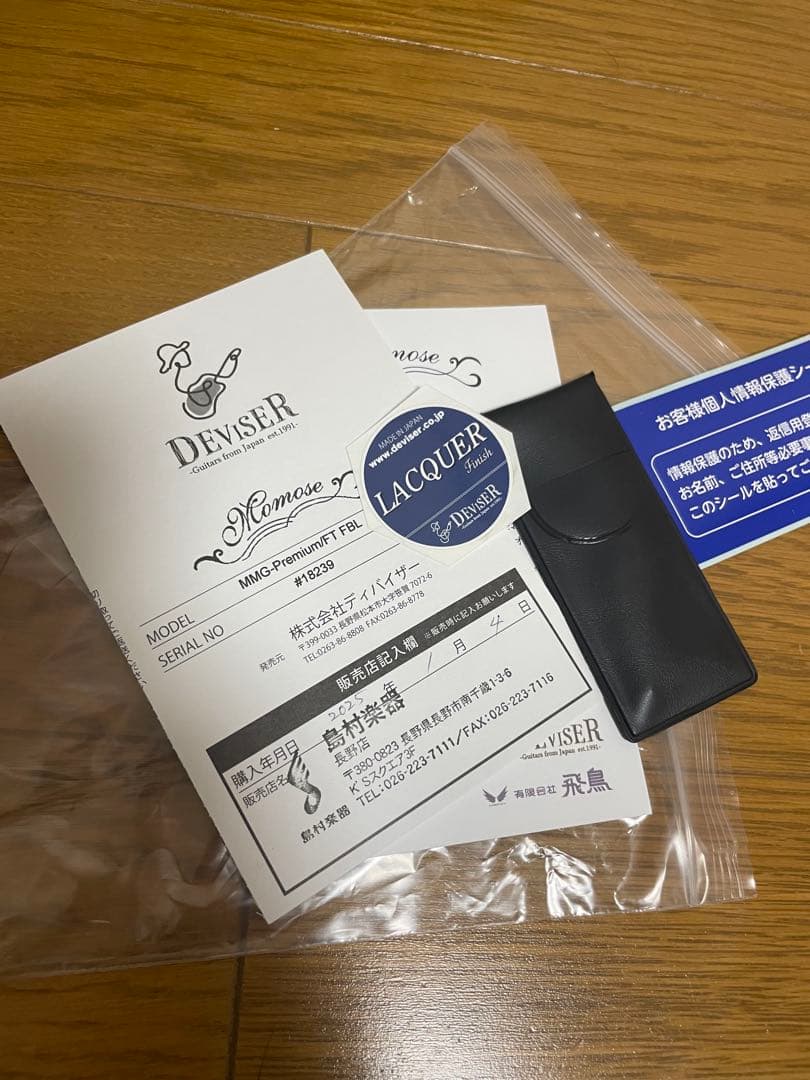 DEVISER
-Guitars from Japan est.1991-
Momose
MODEL MMG-Premium/FT FBL
SERIAL NO #18239
発売元 株式会社ディバイザー
〒399-0033 長野県松本市大字笹賀 7072-6
TEL:0263-86-8808 FAX:0263-86-8778
販売店記入欄 ※販売時に記入お願いします
購入年月日 2025 年 1 月 4 日
販売店名
島村楽器
島村楽器
長野店
〒380-0823 長野県長野市南千歳1-3-6
K'Sスクエア3F
TEL:026-223-7111/FAX:026-223-7116
mose
MADE IN JAPAN
www.deviser.co.jp
LACQUER
Finish
DEVISER
-Guitars from Japan est.1991-
お客様個人情報保護シー
情報保護のため、返信用登
お名前、ご住所等必要事
このシールを貼ってご
EVISER
-Guitars from Japan est.1991-
有限会社 飛鳥